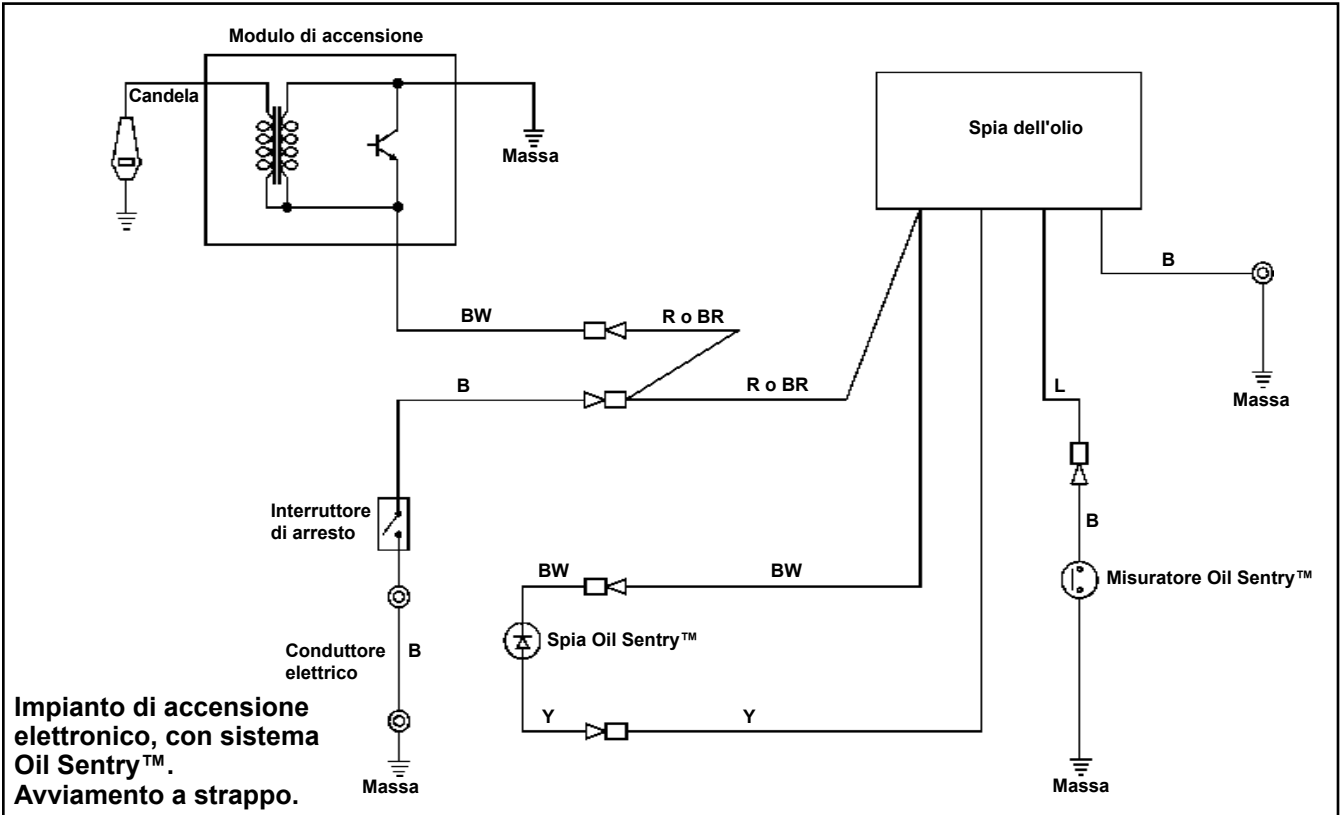 Modulo di accensione
Candela
Massa
Spia dell'olio
B
Massa
BW
R o BR
B
R o BR
L
B
Interruttore
di arresto
BW
BW
Misuratore Oil Sentry™
Spia Oil Sentry™
Conduttore
elettrico
B
Y
Y
Massa
Massa
Impianto di accensione
elettronico, con sistema
Oil Sentry™.
Avviamento a strappo.